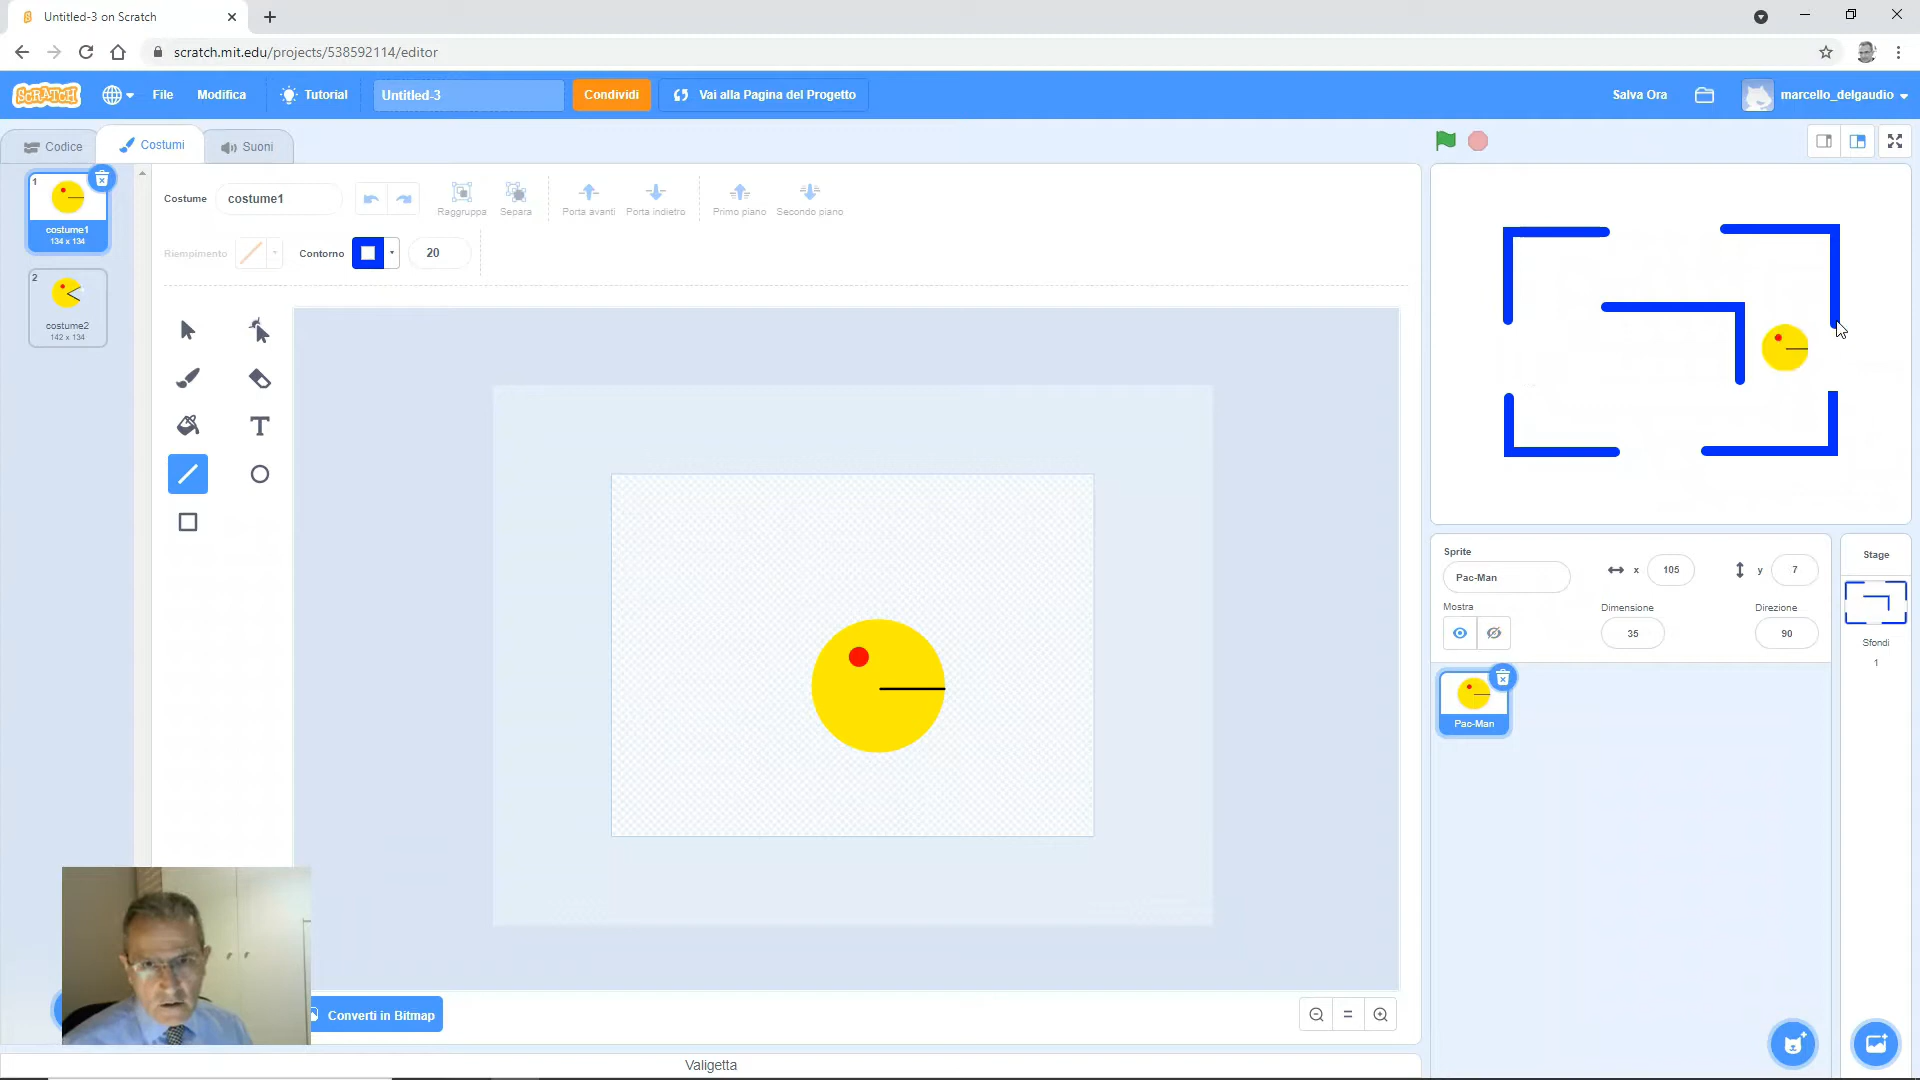 Untitled-3 on Scratch
scratch.mit.edu/projects/538592114/editor
SCRATCH File Modifica Tutorial Untitled-3 Condividi Vai alla Pagina del Progetto Salva Ora marcello_delgaudio
Codice Costumi Suoni
1
costume1
134 x 134
2
costume2
142 x 134
Costume costume1 Raggruppa Separa Porta avanti Porta indietro Primo piano Secondo piano
Riempimento Contorno 20
T
Converti in Bitmap
Valigetta
Sprite x 105 y 7
Pac-Man
Mostra Dimensione Direzione
35 90
Pac-Man
Stage
Sfondi
1